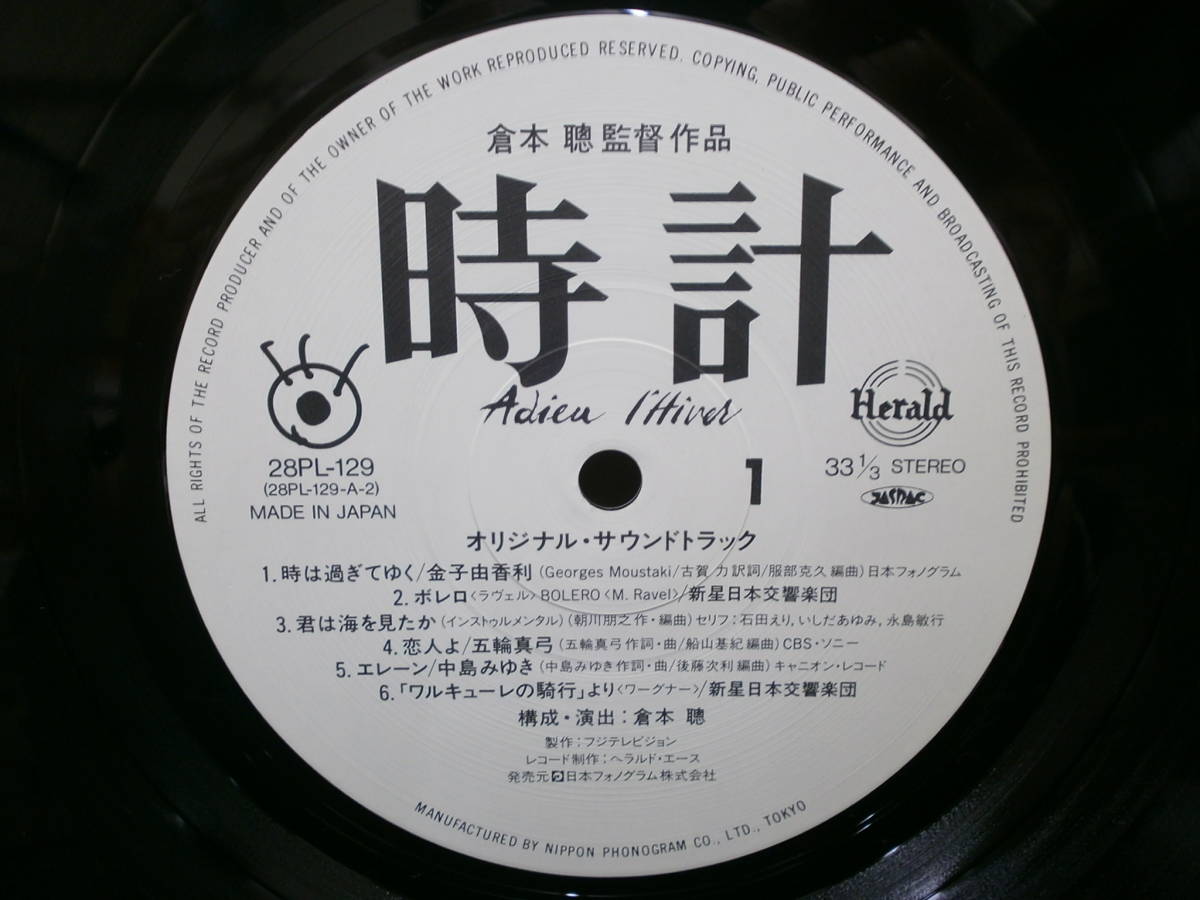 ALL RIGHTS OF THE RECORD PRODUCER AND OF THE OWNER OF THE WORK REPRODUCED RESERVED. COPYING, PUBLIC PERFORMANCE AND BROADCASTING OF THIS RECORD PROHIBITED
倉本 聰監督作品
時計
Adieu l'Hiver
Herald
28PL-129
(28PL-129-A-2)
MADE IN JAPAN
1
33 1/3 STEREO
JASRAC
オリジナル・サウンドトラック
1. 時は過ぎてゆく/金子由香利 (Georges Moustaki/古賀 力訳詞/服部克久編曲) 日本フォノグラム
2. ボレロ〈ラヴェル〉BOLERO〈M. Ravel〉/新星日本交響楽団
3. 君は海を見たか (インストゥルメンタル) (朝川朋之作・編曲) セリフ: 石田えり, いしだあゆみ, 永島敏行
4. 恋人よ/五輪真弓 (五輪真弓作詞・曲/船山基紀編曲) CBS・ソニー
5. エレーン/中島みゆき (中島みゆき作詞・曲/後藤次利編曲) キャニオン・レコード
6. 「ワルキューレの騎行」より〈ワーグナー〉/新星日本交響楽団
構成・演出: 倉本 聰
製作: フジテレビジョン
レコード制作: ヘラルド・エース
発売元 日本フォノグラム株式会社
MANUFACTURED BY NIPPON PHONOGRAM CO., LTD., TOKYO